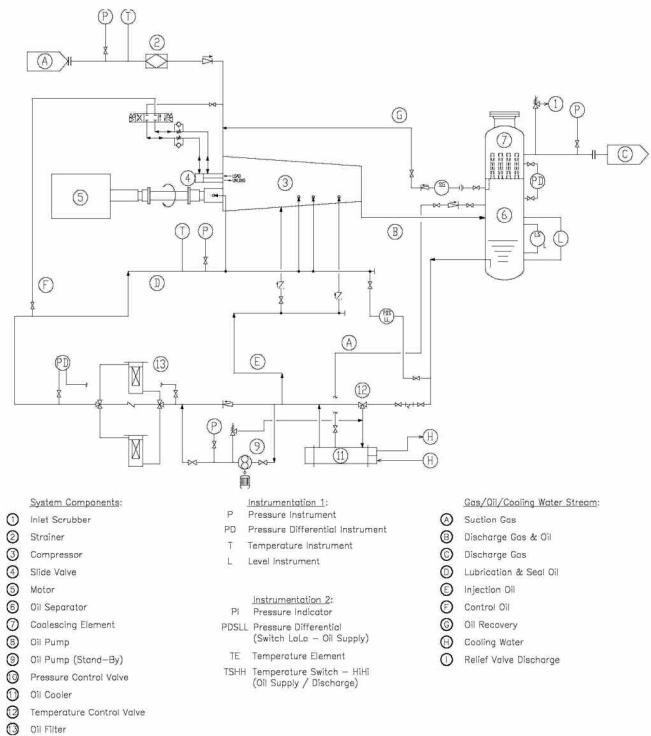 P
T
A
2
1
P
G
7
C
LOAD
UNLOAD
4
3
PD
5
6
B
L
T
P
F
D
A
E
PD
13
12
P
H
9
11
H
System Components:
1 Inlet Scrubber
2 Strainer
3 Compressor
4 Slide Valve
5 Motor
6 Oil Separator
7 Coalescing Element
8 Oil Pump
9 Oil Pump (Stand-By)
10 Pressure Control Valve
11 Oil Cooler
12 Temperature Control Valve
13 Oil Filter
Instrumentation 1:
P Pressure Instrument
PD Pressure Differential Instrument
T Temperature Instrument
L Level Instrument
Instrumentation 2:
PI Pressure Indicator
PDSLL Pressure Differential
(Switch LoLo - Oil Supply)
TE Temperature Element
TSHH Temperature Switch - HiHi
(Oil Supply / Discharge)
Gas/Oil/Cooling Water Stream:
A Suction Gas
B Discharge Gas & Oil
C Discharge Gas
D Lubrication & Seal Oil
E Injection Oil
F Control Oil
G Oil Recovery
H Cooling Water
I Relief Valve Discharge